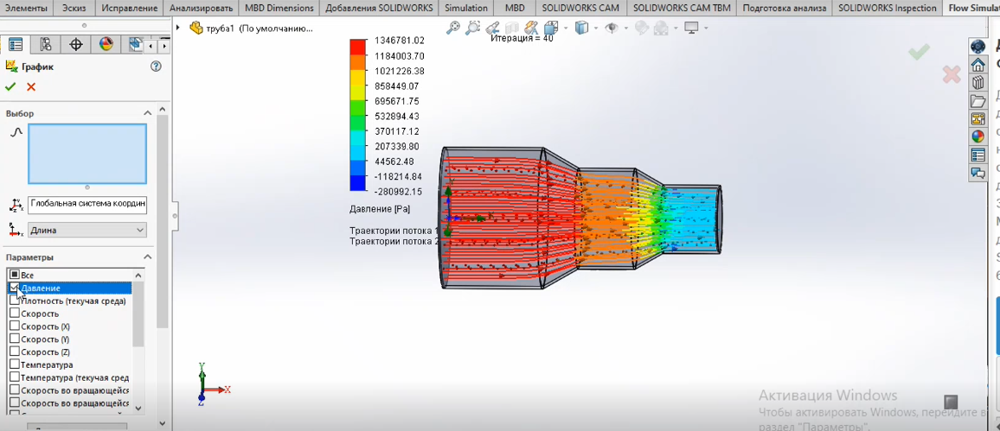 Элементы Эскиз Исправление Анализировать MBD Dimensions Добавления SOLIDWORKS Simulation MBD SOLIDWORKS CAM SOLIDWORKS CAM TBM Подготовка анализа SOLIDWORKS Inspection Flow Simula
труба1 (По умолчанию...
Итерация = 40
График
Выбор
Глобальная система координ
Длина
Параметры
Все
Давление
Плотность (текучая среда)
Скорость
Скорость (X)
Скорость (Y)
Скорость (Z)
Температура
Температура (текучая сред
Скорость во вращающейся
Скорость во вращающейся
1346781.02
1184003.70
1021226.38
858449.07
695671.75
532894.43
370117.12
207339.80
44562.48
-118214.84
-280992.15
Давление [Pa]
Траектории потока 1
Траектории потока 2
Y
X
Z
Активация Windows
Чтобы активировать Windows, перейдите в
раздел "Параметры".